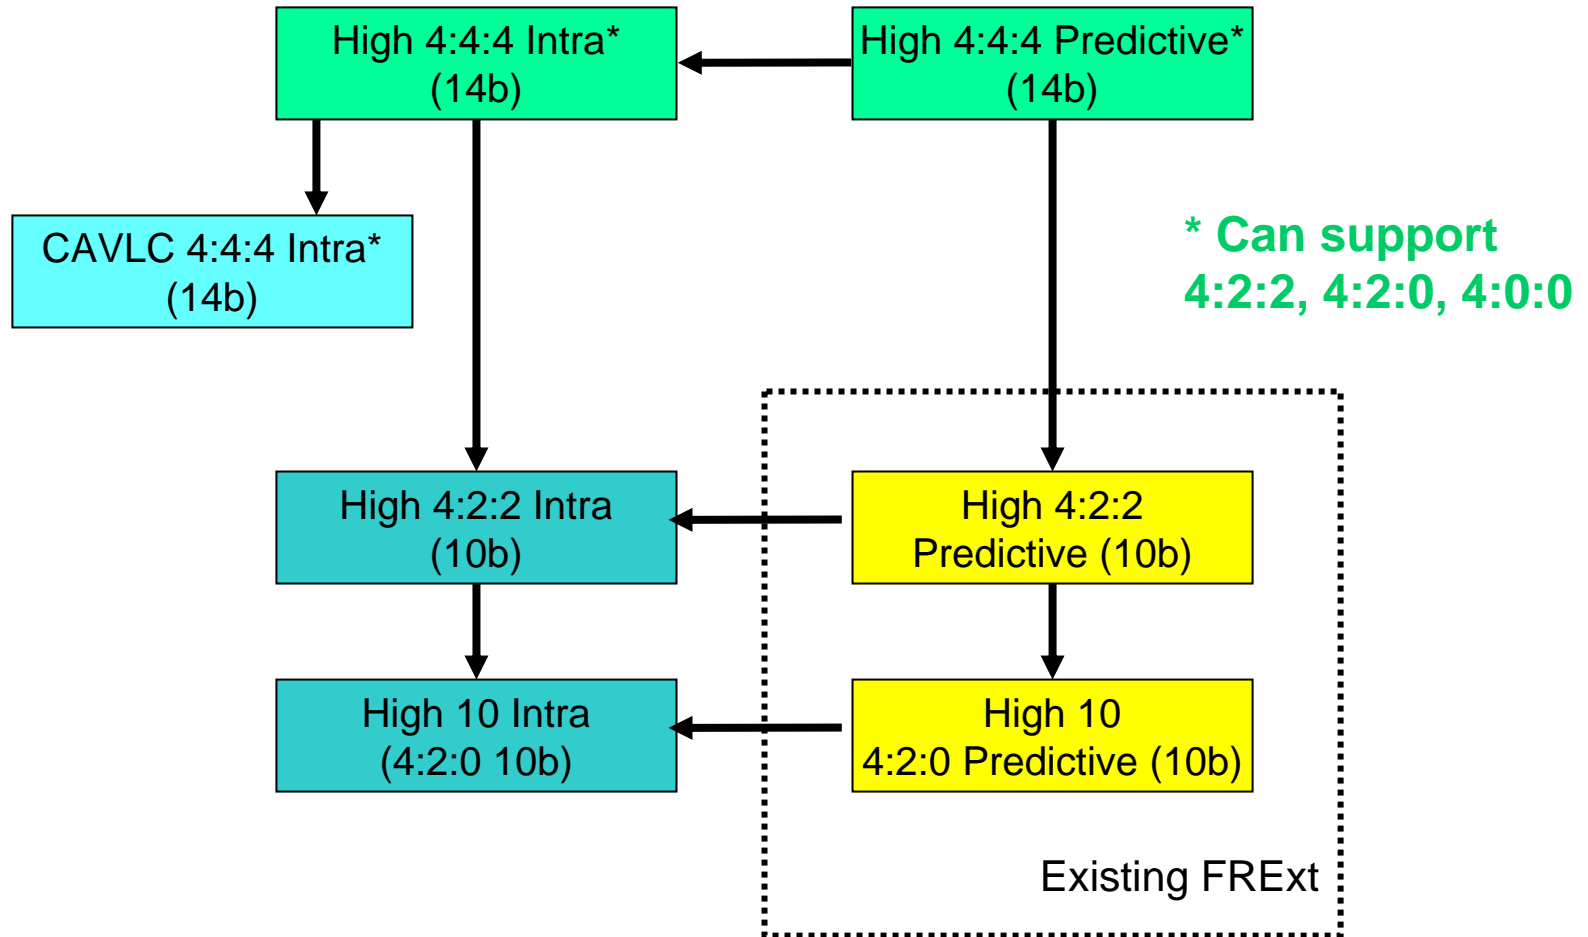 High 4:4:4 Intra*
(14b)
High 4:4:4 Predictive*
(14b)
CAVLC 4:4:4 Intra*
(14b)
* Can support
4:2:2, 4:2:0, 4:0:0
High 4:2:2 Intra
(10b)
High 4:2:2
Predictive (10b)
High 10 Intra
(4:2:0 10b)
High 10
4:2:0 Predictive (10b)
Existing FRExt